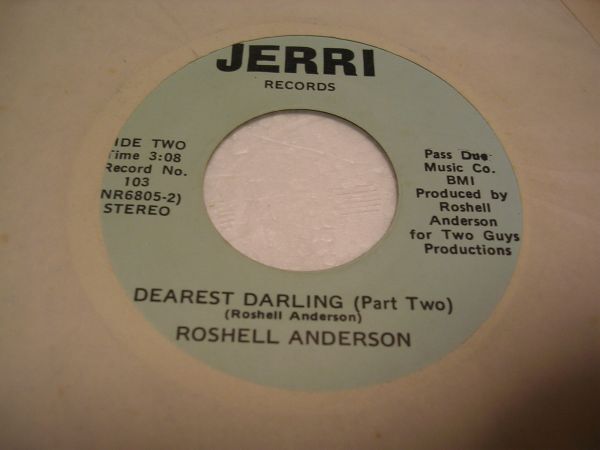 JERRI
RECORDS
IDE TWO
Time 3:08
Record No.
103
NR6805-2)
STEREO
Pass Due
Music Co.
BMI
Produced by
Roshell
Anderson
for Two Guys
Productions
DEAREST DARLING (Part Two)
(Roshell Anderson)
ROSHELL ANDERSON